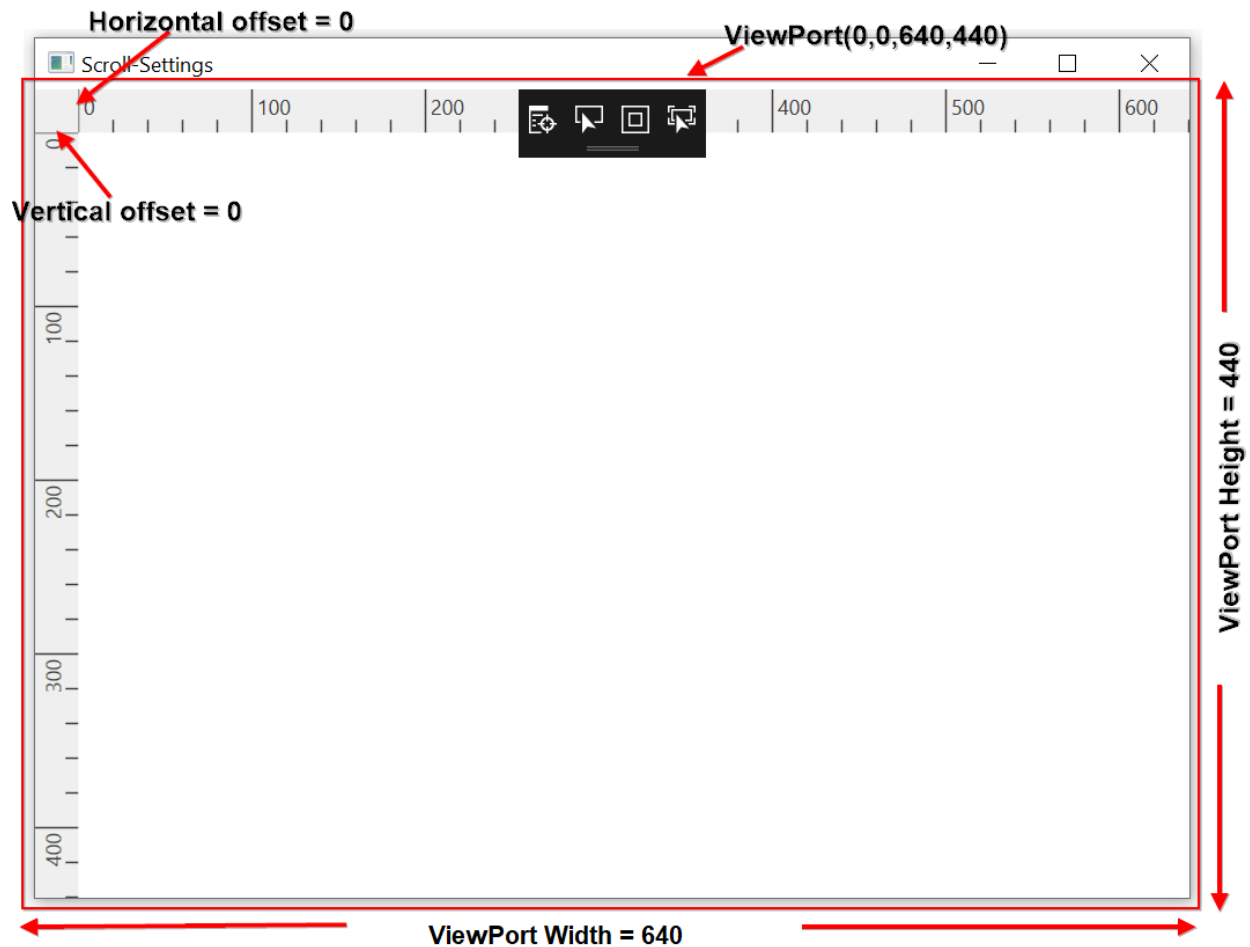 Horizontal offset = 0
ViewPort(0,0,640,440)
Scroll-Settings
0
100
200
400
500
600
0
Vertical offset = 0
100
200
300
400
ViewPort Height = 440
ViewPort Width = 640